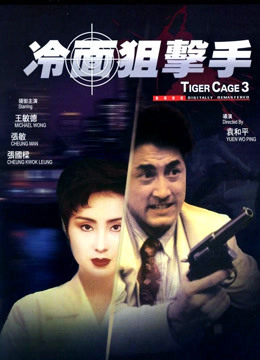 冷面狙擊手
TIGER CAGE 3
DIGITALLY REMASTERED
領銜主演
Starring
王敏德
MICHAEL WONG
張敏
CHEUNG MAN
張國樑
CHEUNG KWOK LEUNG
導演
Directed By
袁和平
YUEN WO PING